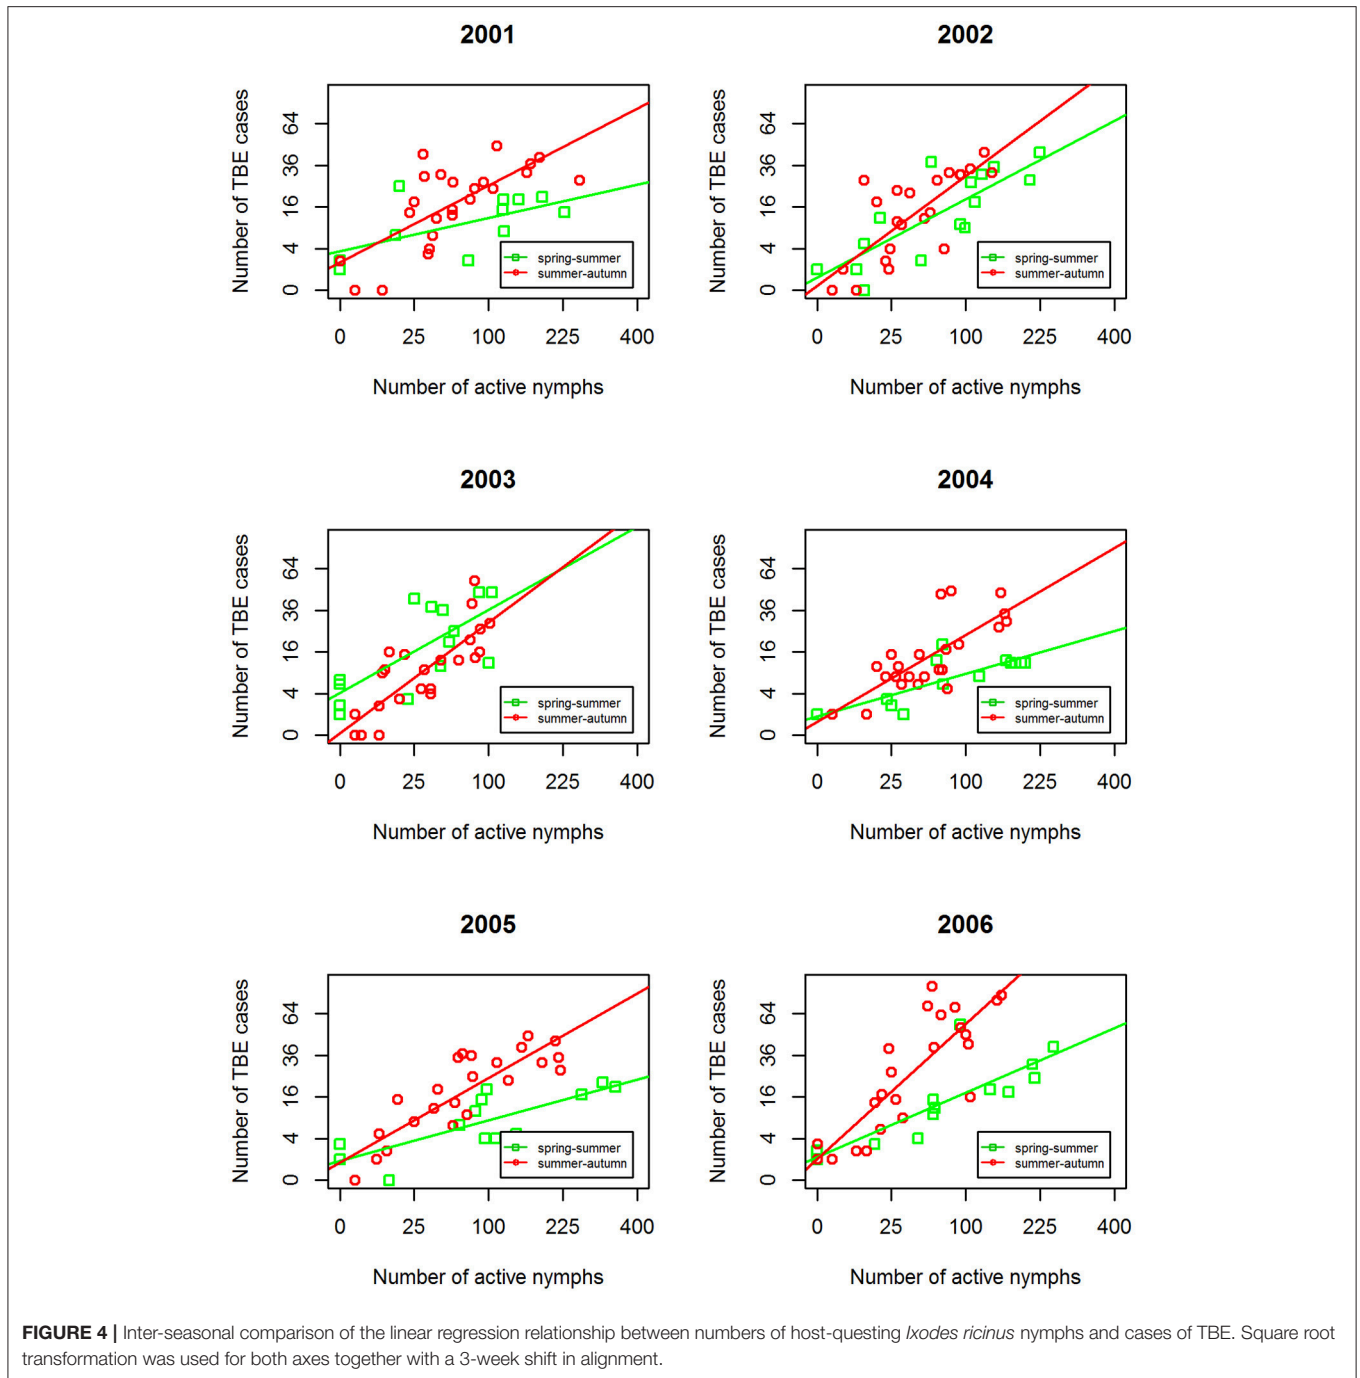 2001
2002
Number of TBE cases
64
36
16
4
0
spring-summer
summer-autumn
0 25 100 225 400
Number of active nymphs
Number of TBE cases
64
36
16
4
0
spring-summer
summer-autumn
0 25 100 225 400
Number of active nymphs
2003
2004
Number of TBE cases
64
36
16
4
0
spring-summer
summer-autumn
0 25 100 225 400
Number of active nymphs
Number of TBE cases
64
36
16
4
0
spring-summer
summer-autumn
0 25 100 225 400
Number of active nymphs
2005
2006
Number of TBE cases
64
36
16
4
0
spring-summer
summer-autumn
0 25 100 225 400
Number of active nymphs
Number of TBE cases
64
36
16
4
0
spring-summer
summer-autumn
0 25 100 225 400
Number of active nymphs
FIGURE 4 | Inter-seasonal comparison of the linear regression relationship between numbers of host-questing Ixodes ricinus nymphs and cases of TBE. Square root
transformation was used for both axes together with a 3-week shift in alignment.